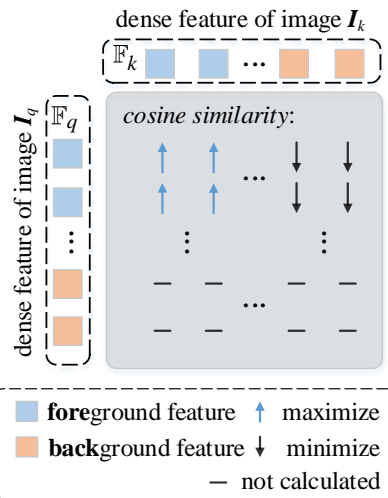 dense feature of image I_k
𝔽_k
dense feature of image I_q
𝔽_q
cosine similarity:
foreground feature
maximize
background feature
minimize
not calculated